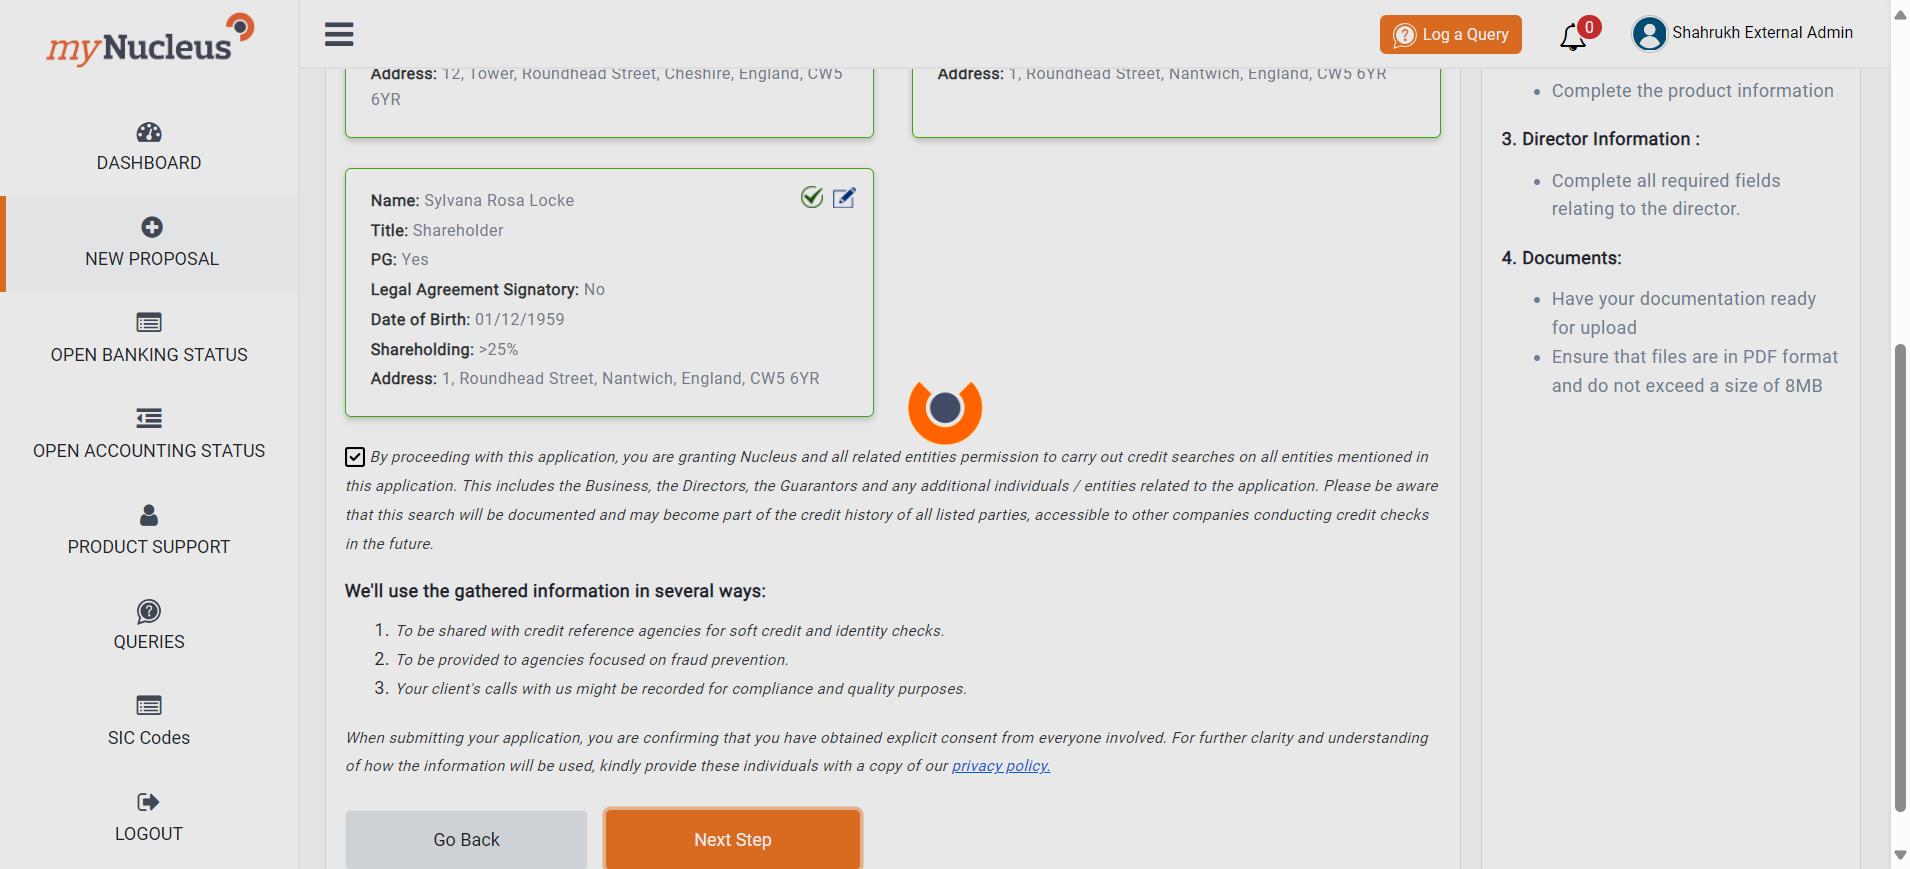 myNucleus
Log a Query
0
Shahrukh External Admin
DASHBOARD
NEW PROPOSAL
OPEN BANKING STATUS
OPEN ACCOUNTING STATUS
PRODUCT SUPPORT
QUERIES
SIC Codes
LOGOUT
Address: 12, Tower, Roundhead Street, Cheshire, England, CW5
6YR
Address: 1, Roundhead Street, Nantwich, England, CW5 6YR
Name: Sylvana Rosa Locke
Title: Shareholder
PG: Yes
Legal Agreement Signatory: No
Date of Birth: 01/12/1959
Shareholding: >25%
Address: 1, Roundhead Street, Nantwich, England, CW5 6YR
By proceeding with this application, you are granting Nucleus and all related entities permission to carry out credit searches on all entities mentioned in
this application. This includes the Business, the Directors, the Guarantors and any additional individuals / entities related to the application. Please be aware
that this search will be documented and may become part of the credit history of all listed parties, accessible to other companies conducting credit checks
in the future.
We'll use the gathered information in several ways:
1. To be shared with credit reference agencies for soft credit and identity checks.
2. To be provided to agencies focused on fraud prevention.
3. Your client's calls with us might be recorded for compliance and quality purposes.
When submitting your application, you are confirming that you have obtained explicit consent from everyone involved. For further clarity and understanding
of how the information will be used, kindly provide these individuals with a copy of our privacy policy.
Go Back
Next Step
• Complete the product information
3. Director Information :
• Complete all required fields
relating to the director.
4. Documents:
• Have your documentation ready
for upload
• Ensure that files are in PDF format
and do not exceed a size of 8MB